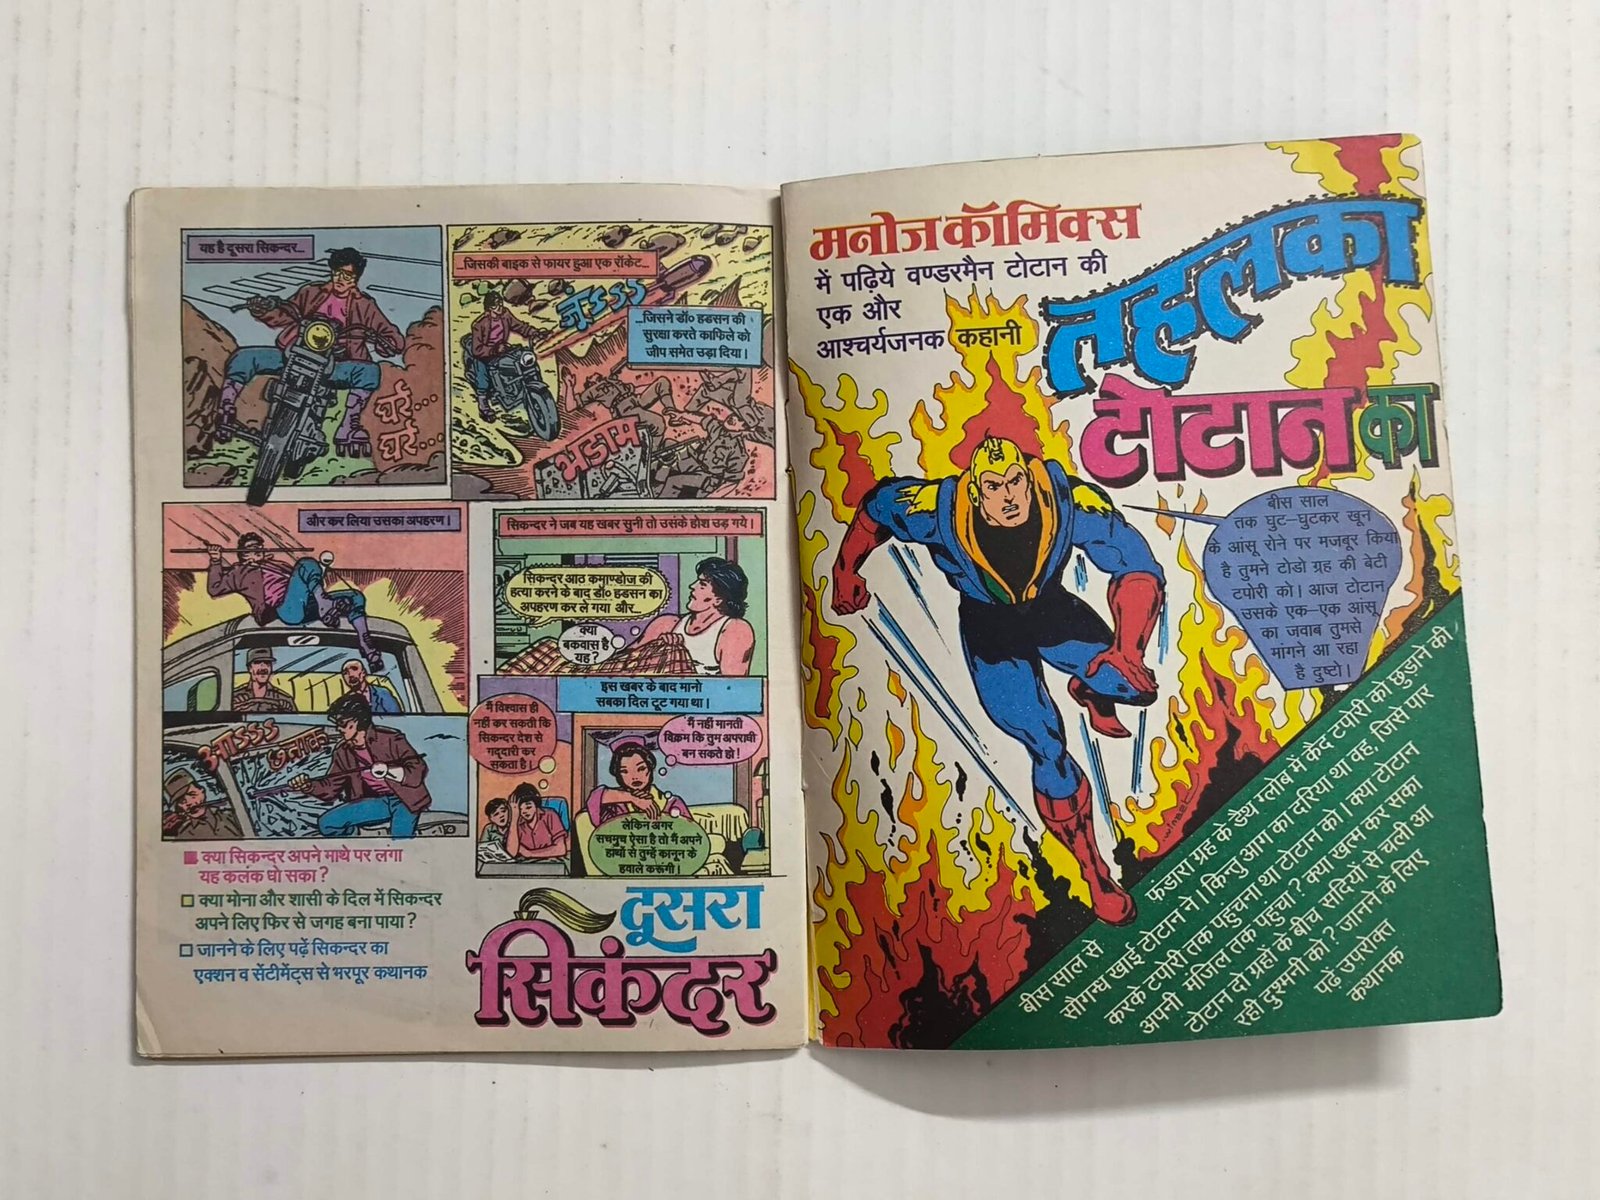 यह है दूसरा सिकन्दर...
घर्र...
घर्र...
...जिसकी बाइक से फायर हुआ एक रॉकेट...
जूंऽऽऽ
...जिसने डॉ० हडसन की
सुरक्षा करते काफिले को
जीप समेत उड़ा दिया।
भड़ाम
और कर लिया उसका अपहरण।
सिकन्दर ने जब यह खबर सुनी तो उसके होश उड़ गये।
सिकन्दर आठ कमाण्डोज की
हत्या करने के बाद डॉ० हडसन का
अपहरण कर ले गया और...
क्या
बकवास है
यह?
इस खबर के बाद मानो
सबका दिल टूट गया था।
मैं विश्वास ही
नहीं कर सकती कि
सिकन्दर देश से
गद्दारी कर
सकता है।
मैं नहीं मानती
विक्रम कि तुम अपराधी
बन सकते हो!
लेकिन अगर
सचमुच ऐसा है तो मैं अपने
हाथों से तुम्हें कानून के
हवाले करूंगी।
क्या सिकन्दर अपने माथे पर लगा
यह कलंक धो सका?
क्या मोना और शासी के दिल में सिकन्दर
अपने लिए फिर से जगह बना पाया?
जानने के लिए पढ़ें सिकन्दर का
एक्शन व सेंटीमेंट्स से भरपूर कथानक
दूसरा
सिकंदर
मनोज कॉमिक्स
में पढ़िये वण्डरमैन टोटान की
एक और
आश्चर्यजनक कहानी
तहलका
टोटान का
बीस साल
तक घुट-घुटकर खून
के आंसू रोने पर मजबूर किया
है तुमने टोडो ग्रह की बेटी
टपोरी को। आज टोटान
उसके एक-एक आंसू
का जवाब तुमसे
मांगने आ रहा
है दुष्टो।
बीस साल से फंडारा ग्रह के डैथ ग्लोब में कैद टपोरी को छुड़ाने की
सौगन्ध खाई टोटान ने। किन्तु आग का दरिया था वह, जिसे पार
करके टपोरी तक पहुंचना था टोटान को। क्या टोटान
अपनी मंजिल तक पहुंचा? क्या खत्म कर सका
टोटान दो ग्रहों के बीच सदियों से चली आ
रही दुश्मनी को? जानने के लिए
पढ़ें उपरोक्त
कथानक